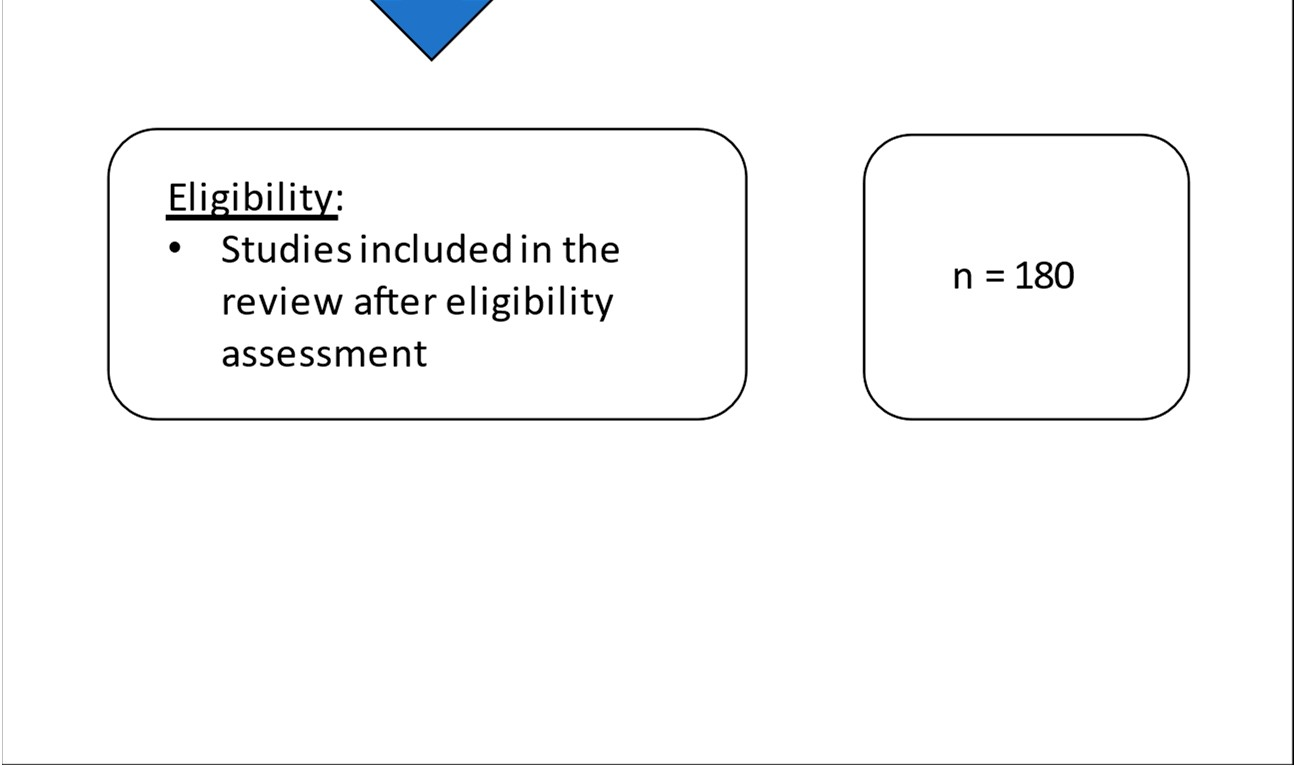 Eligibility:
• Studies included in the
review after eligibility
assessment
n = 180